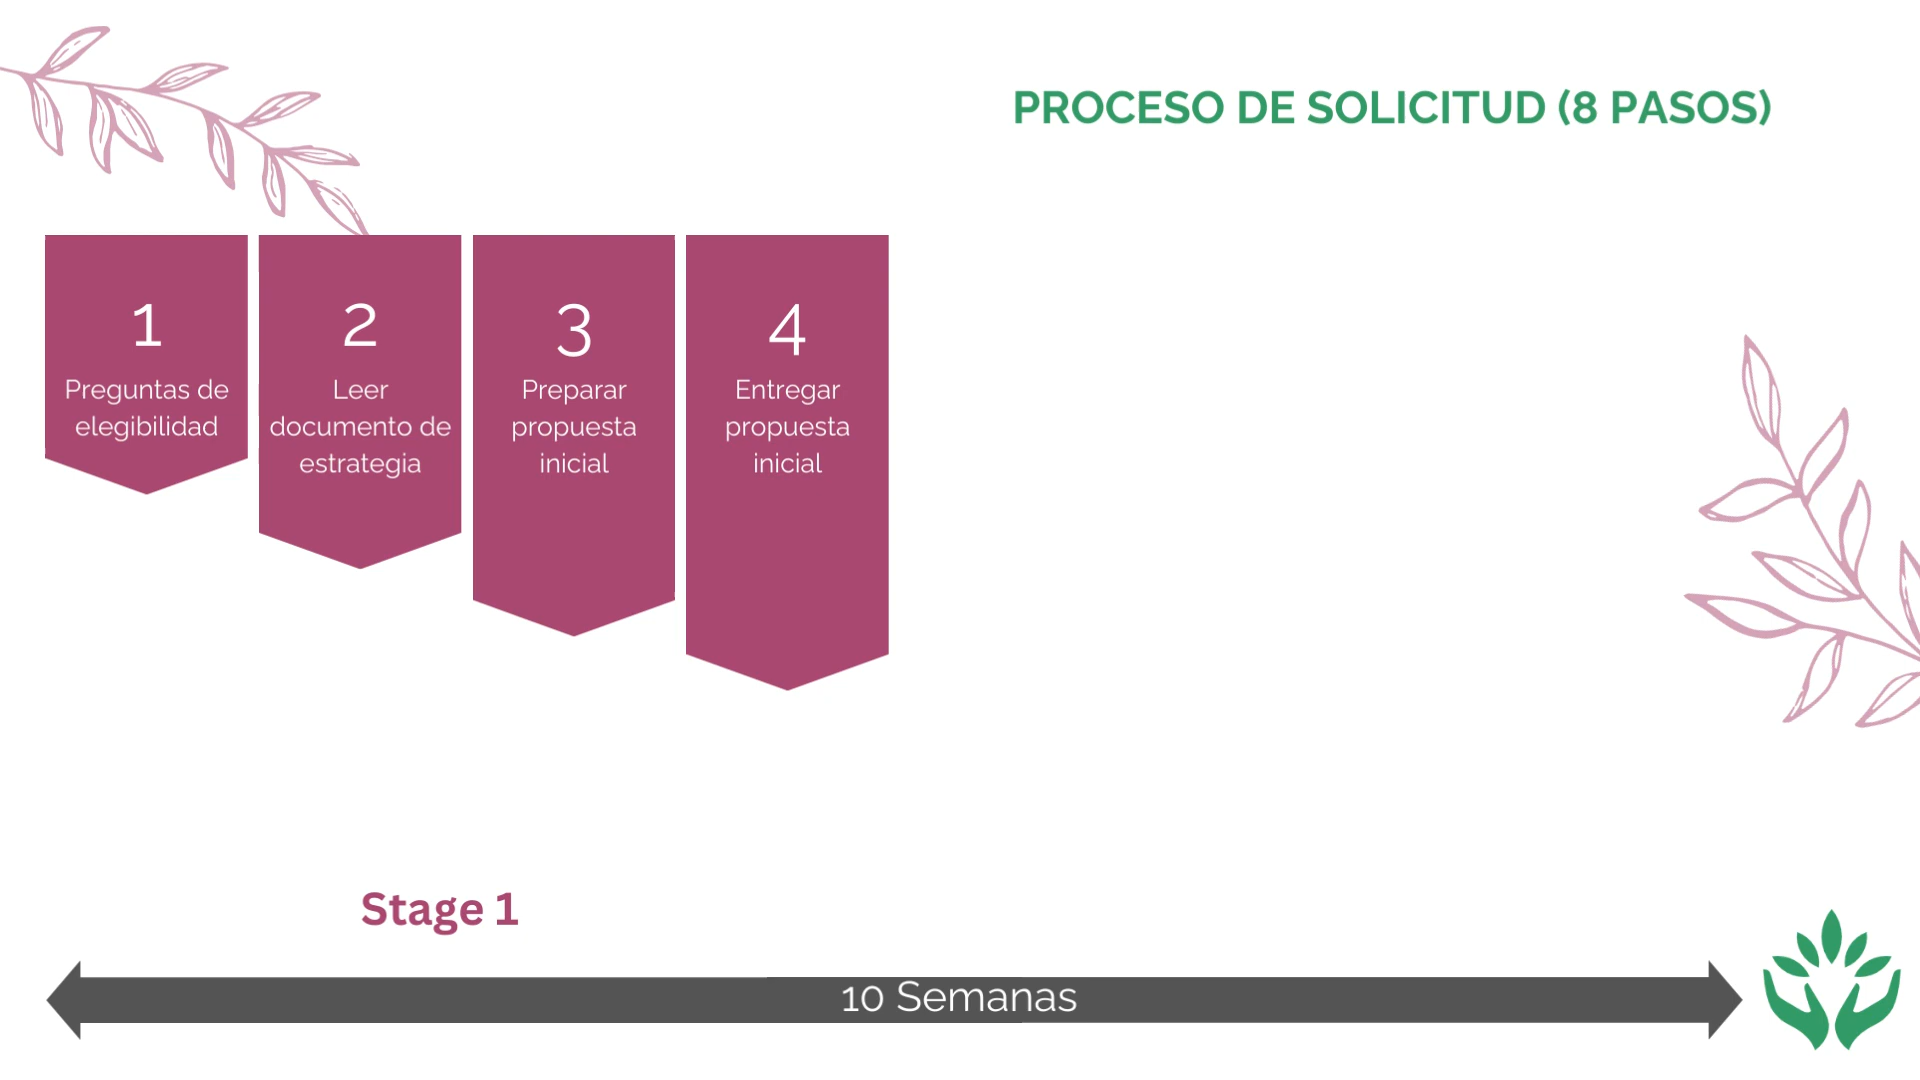 PROCESO DE SOLICITUD (8 PASOS)
1
Preguntas de
elegibilidad
2
Leer
documento de
estrategia
3
Preparar
propuesta
inicial
4
Entregar
propuesta
inicial
Stage 1
10 Semanas